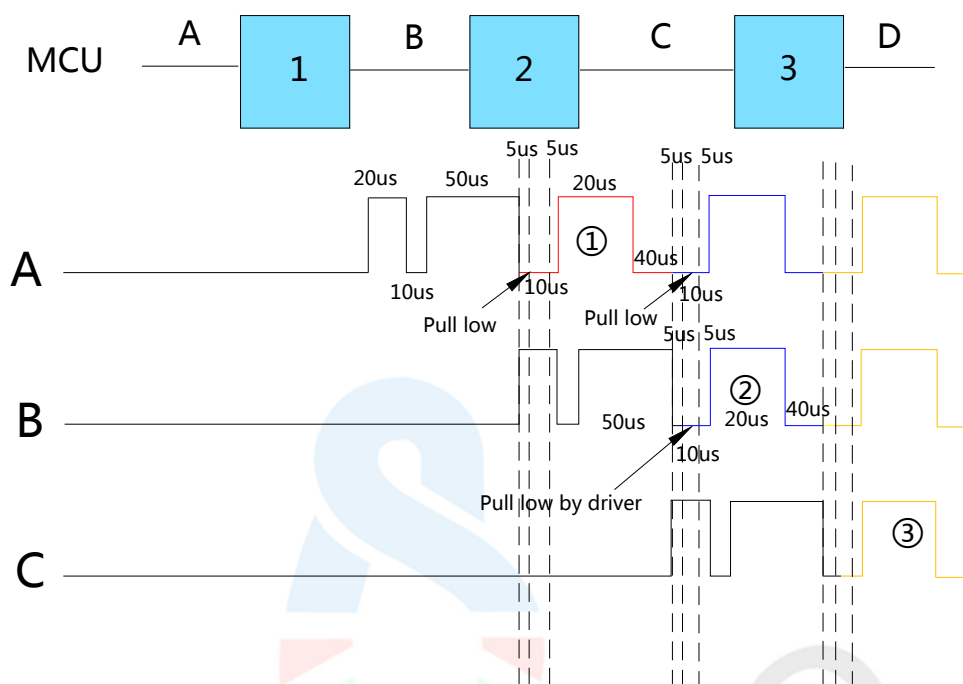 A
B
C
D
MCU
1
2
3
5us
5us
5us
5us
20us
50us
20us
A
10us
10us
①
40us
10us
Pull low
Pull low
5us
5us
B
50us
②
20us
40us
10us
Pull low by driver
C
③